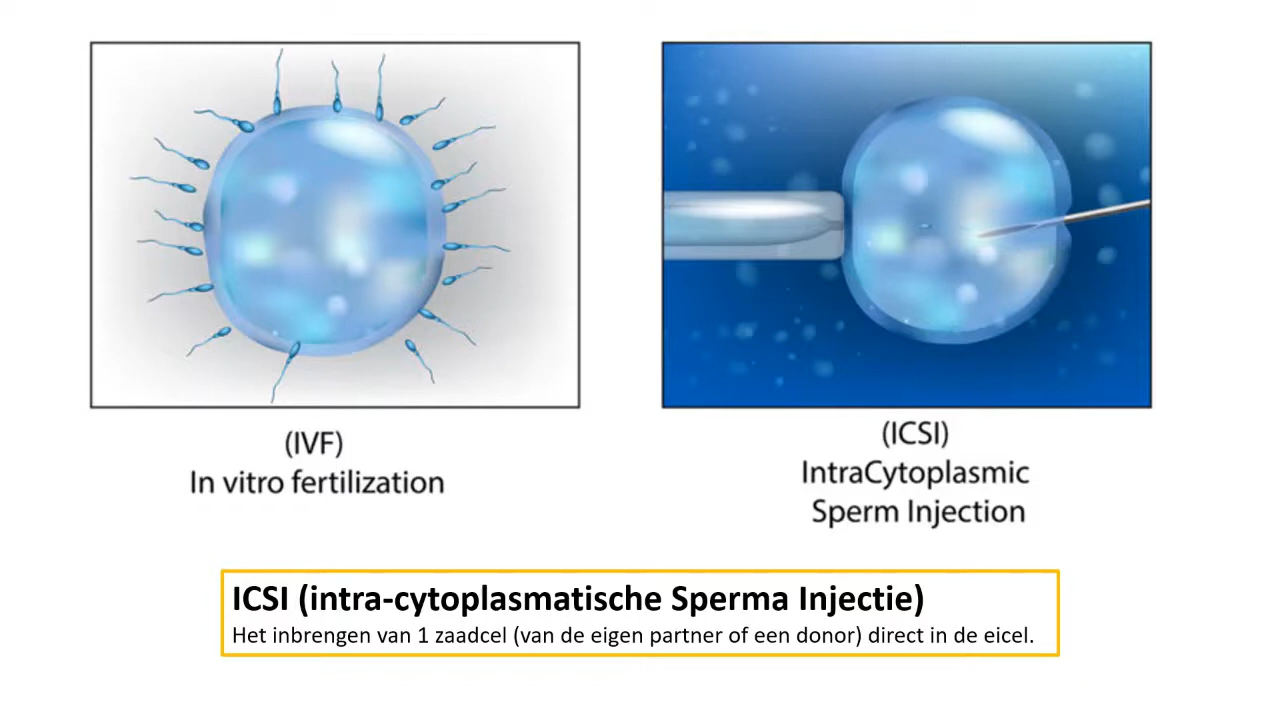 (IVF)
In vitro fertilization
(ICSI)
IntraCytoplasmic
Sperm Injection
ICSI (intra-cytoplasmatische Sperma Injectie)
Het inbrengen van 1 zaadcel (van de eigen partner of een donor) direct in de eicel.